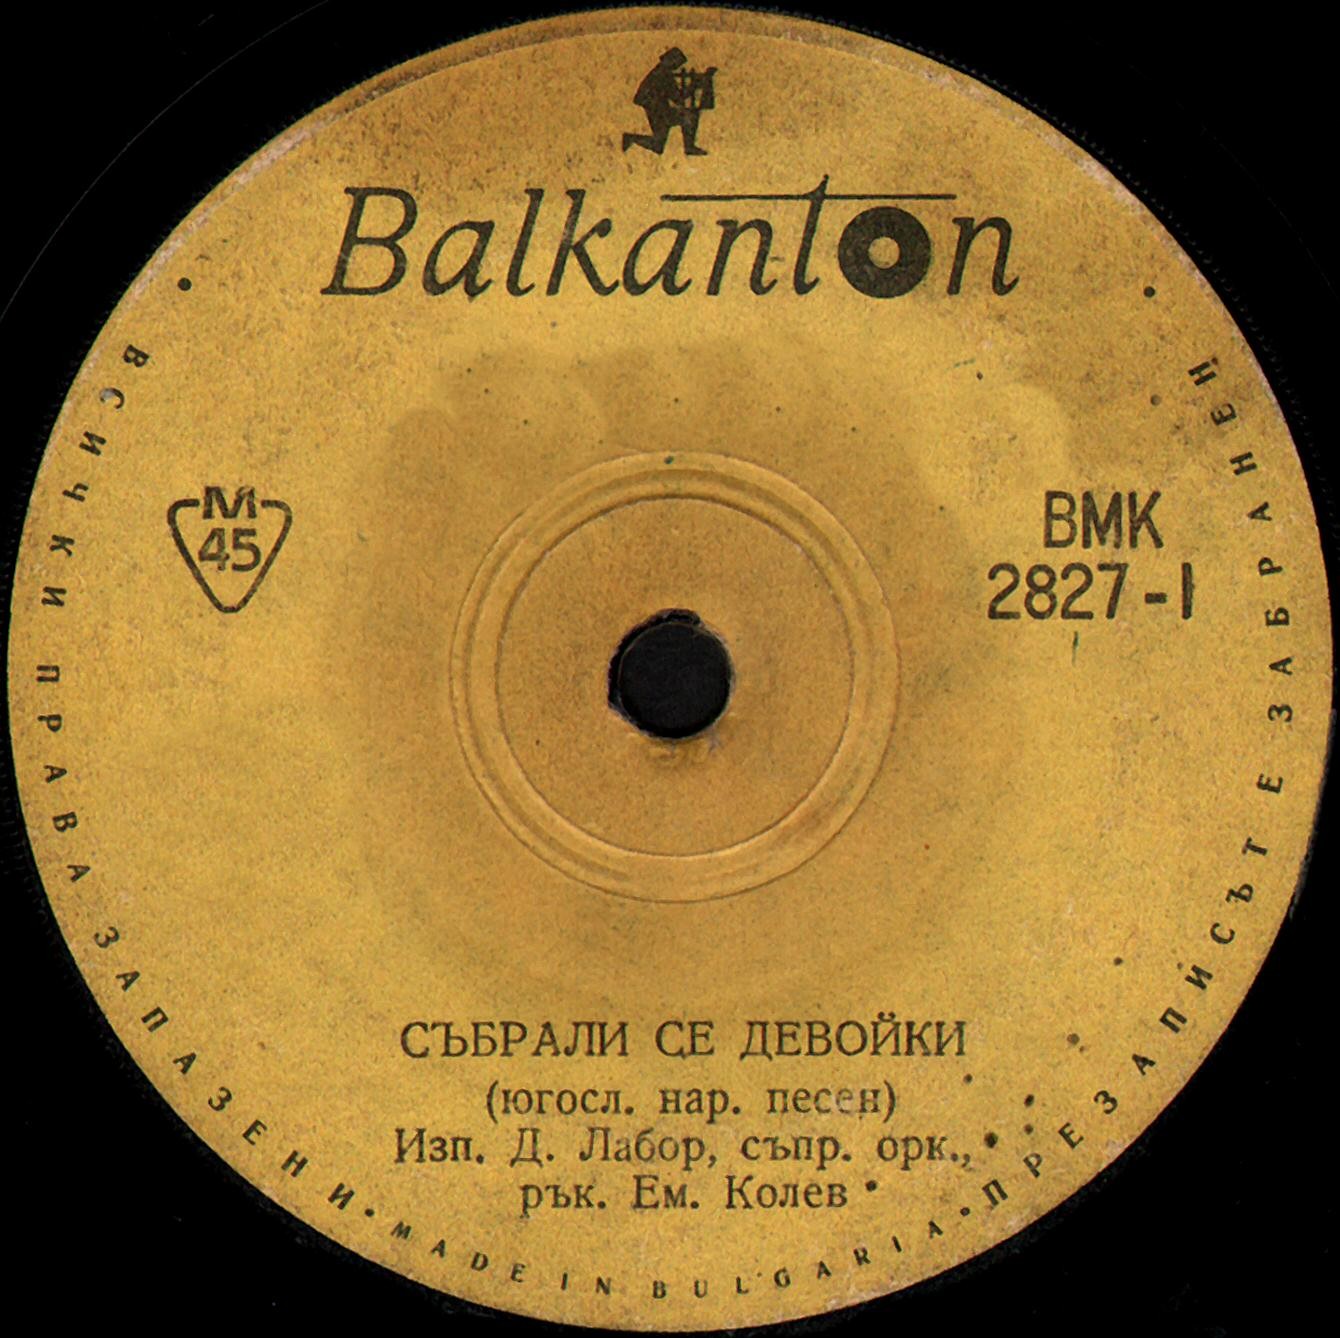 Balkanton
M
45
ВМК
2827-I
СЪБРАЛИ СЕ ДЕВОЙКИ
(югосл. нар. песен)
Изп. Д. Лабор, съпр. орк.,
рък. Ем. Колев
ВСИЧКИ ПРАВА ЗАПАЗЕНИ • MADE IN BULGARIA • ПРЕЗАПИСЪТ Е ЗАБРАНЕН